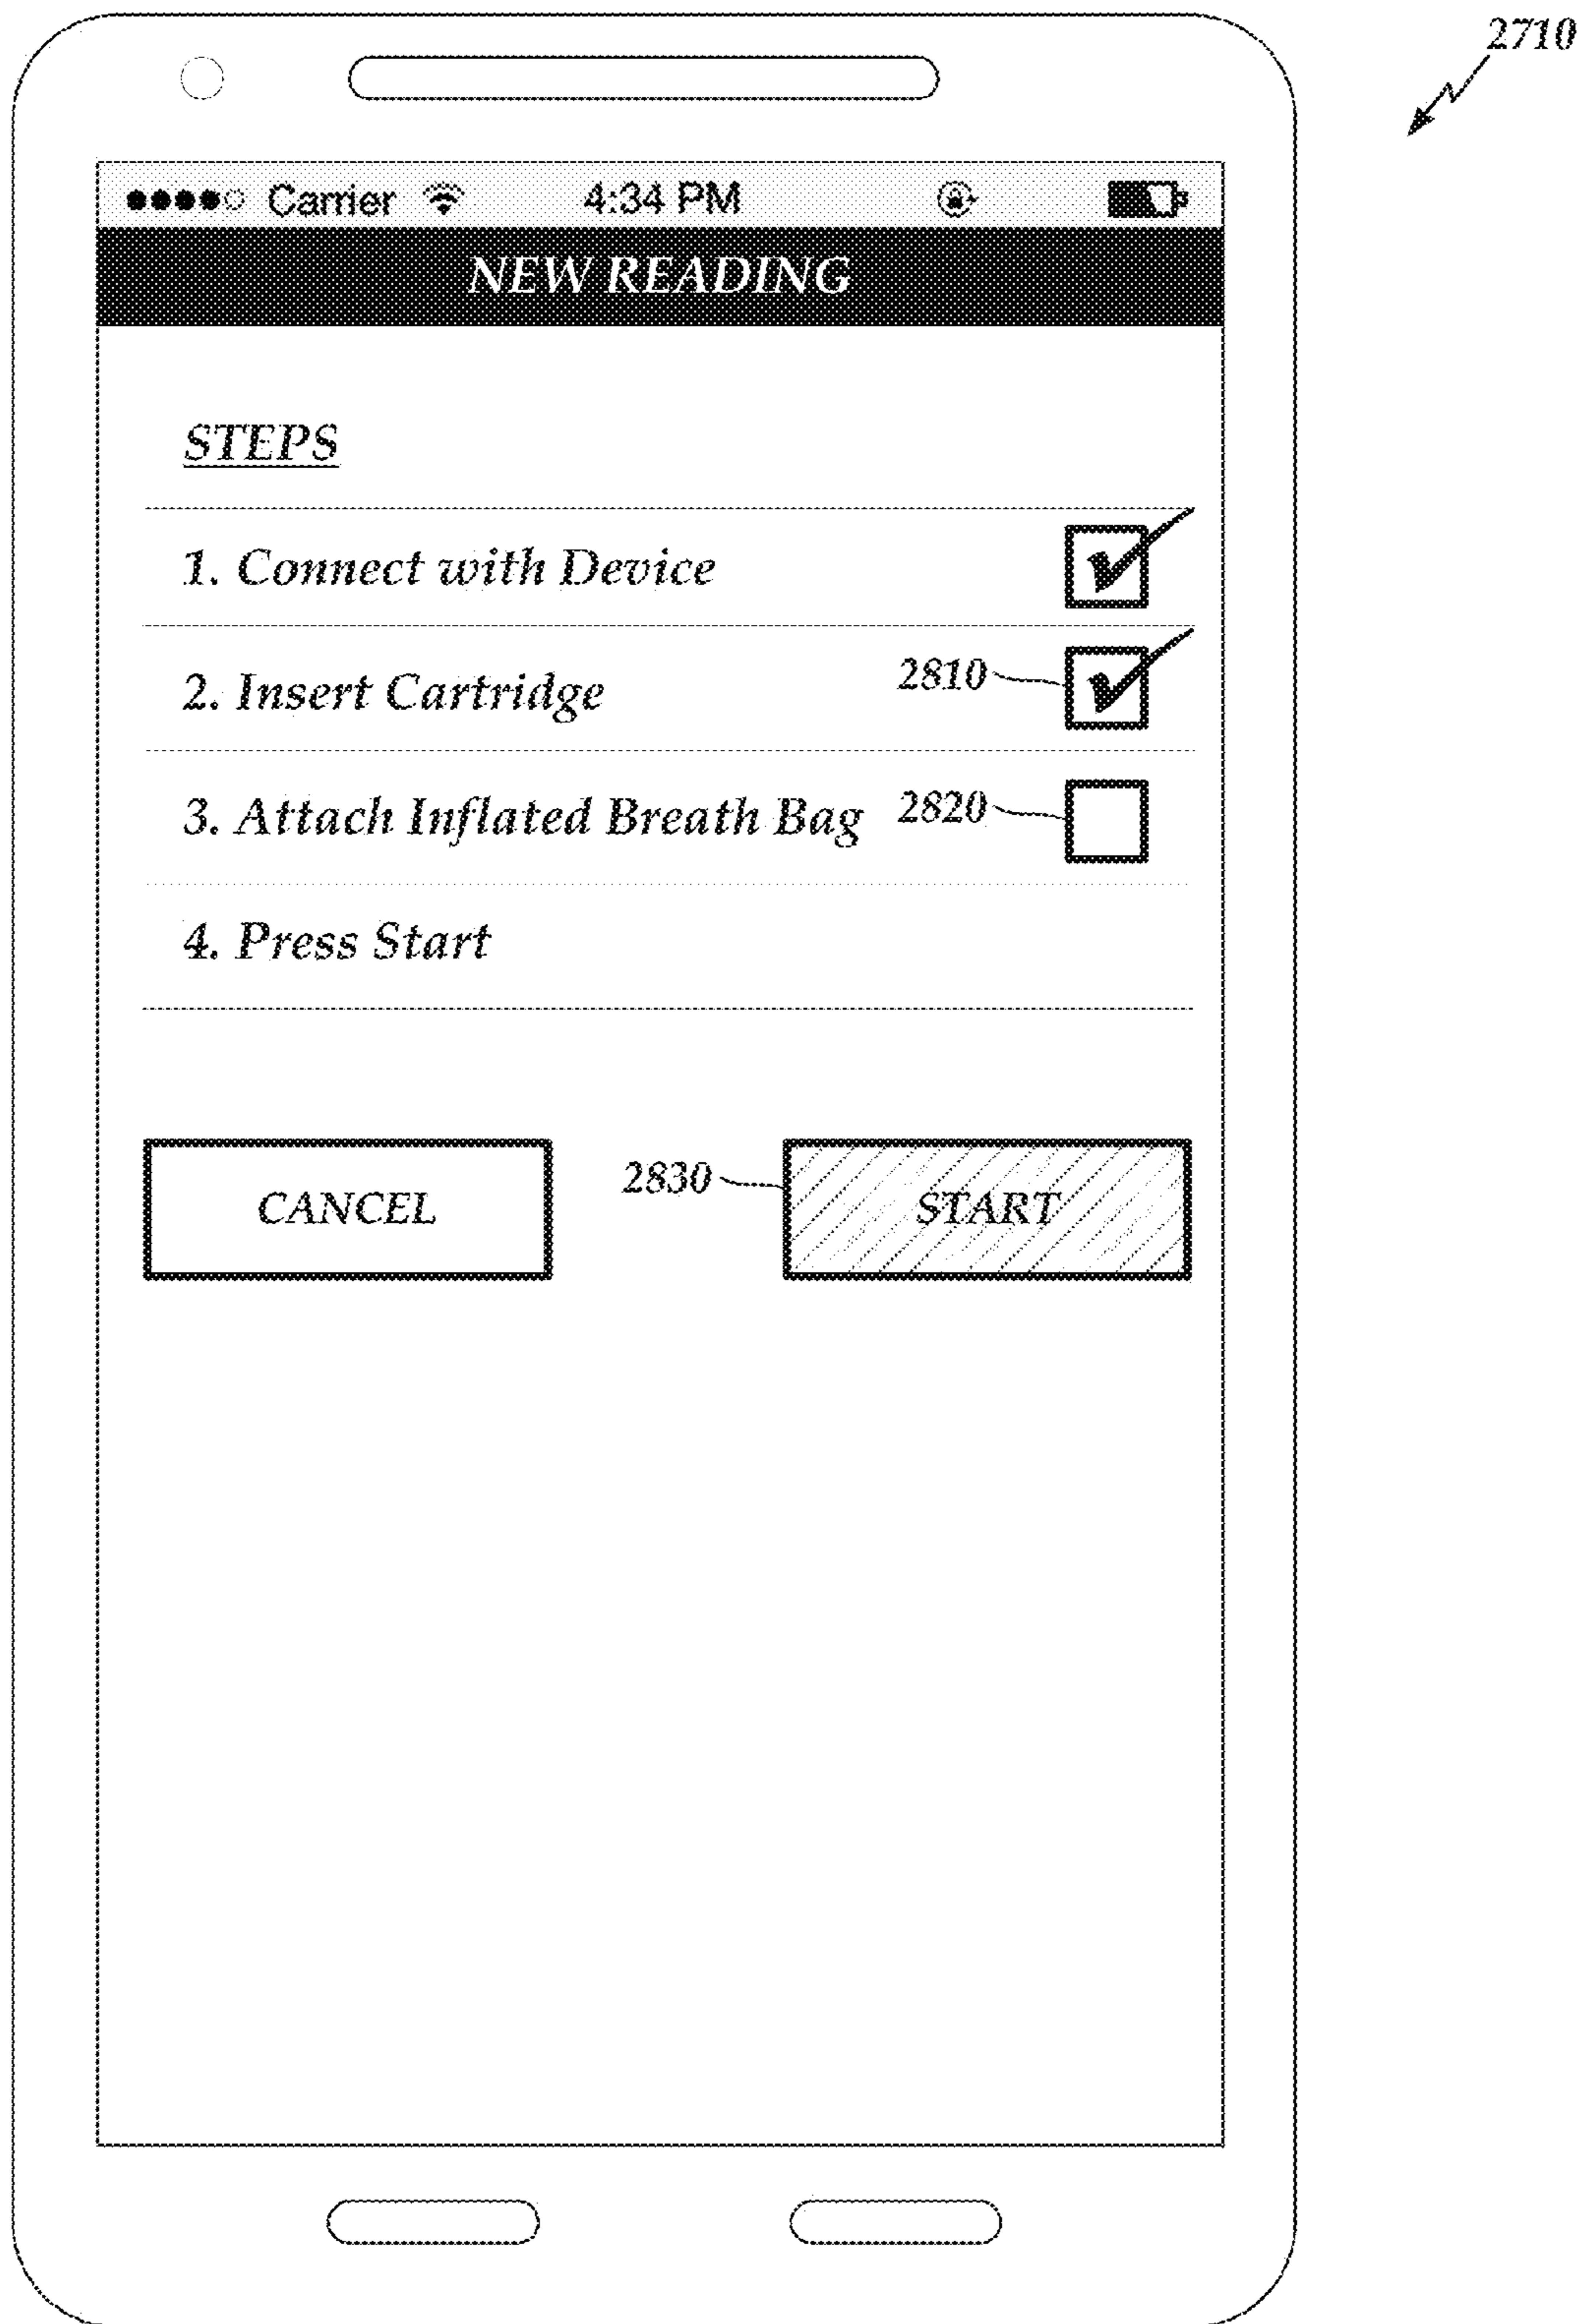 2710
Carrier 4:34 PM
NEW READING
STEPS
1. Connect with Device
2. Insert Cartridge 2810
3. Attach Inflated Breath Bag 2820
4. Press Start
CANCEL 2830 START